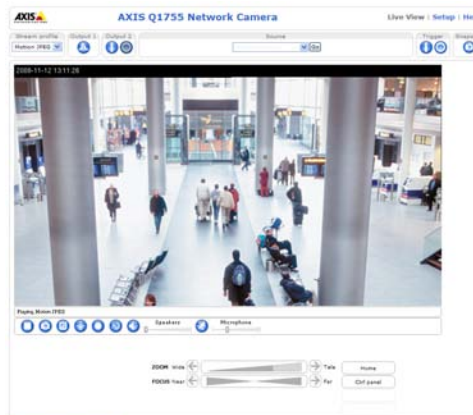 AXIS
AXIS Q1755 Network Camera
Live View | Setup | He
Stream profile
Output 1
Output 2
Source
Trigger
Snaps
Motion JPEG
Go
2008-11-12 13:11:26
Playing Motion JPEG
Speakers
Microphone
ZOOM Wide
Tele
Home
FOCUS Near
Far
Ctrl panel